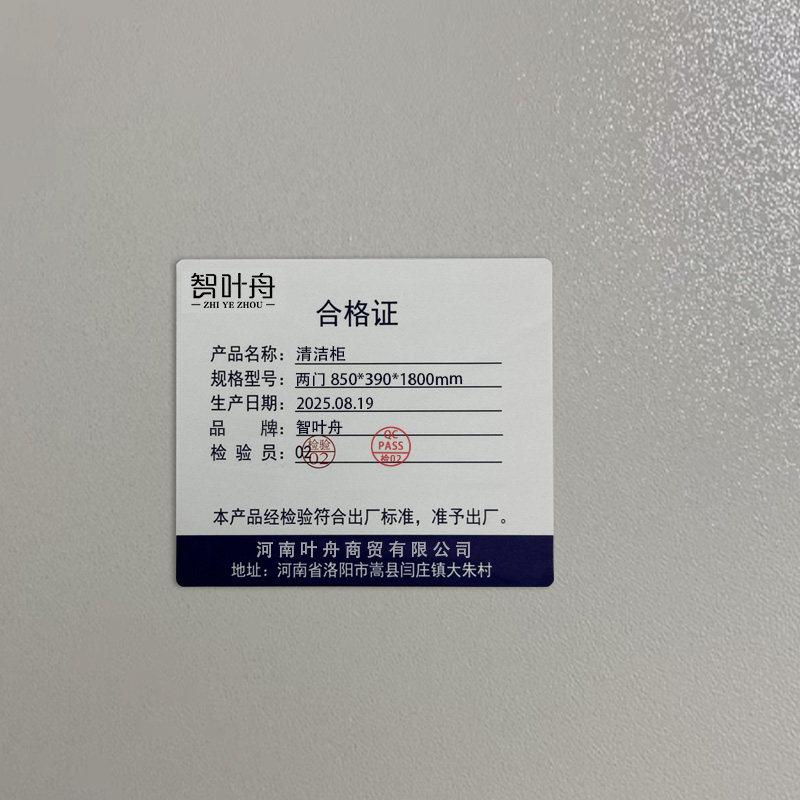 智叶舟
ZHI YE ZHOU
合格证
产品名称：清洁柜
规格型号：两门 850*390*1800mm
生产日期：2025.08.19
品 牌：智叶舟
检 验 员：02
检验
02
QC
PASS
检02
本产品经检验符合出厂标准，准予出厂。
河南叶舟商贸有限公司
地址：河南省洛阳市嵩县闫庄镇大朱村